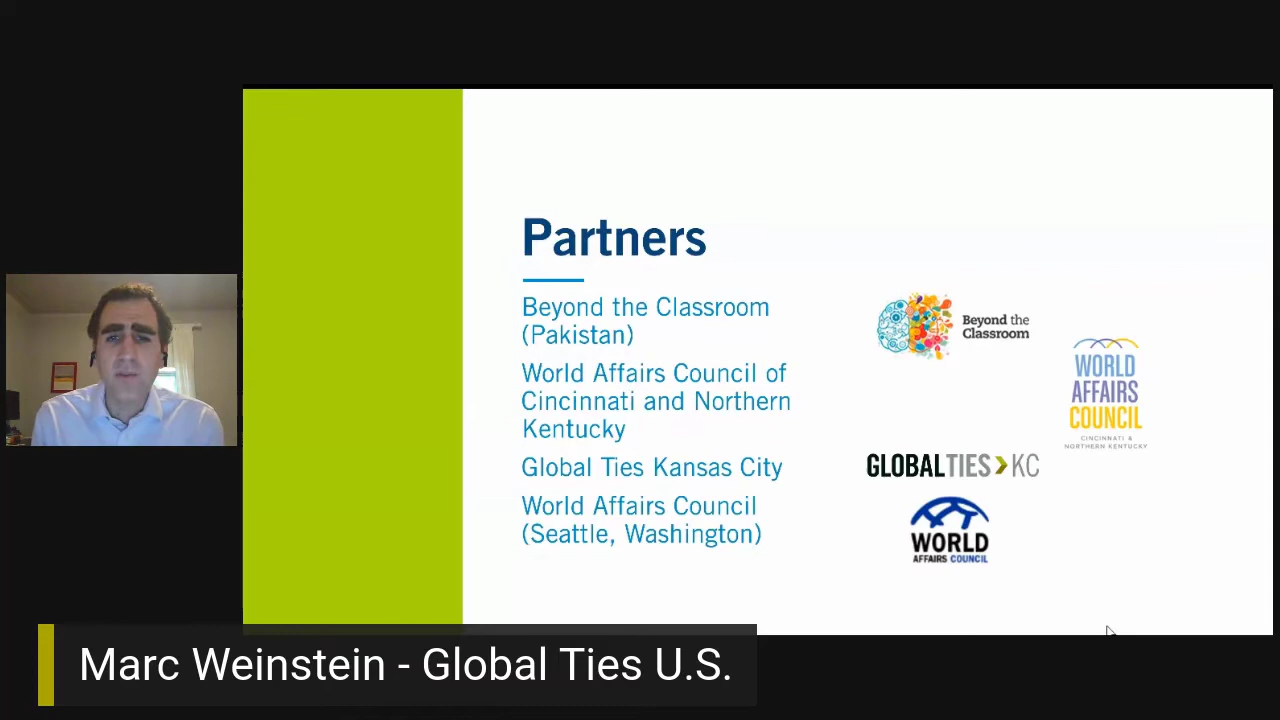 Partners
Beyond the Classroom
(Pakistan)
World Affairs Council of
Cincinnati and Northern
Kentucky
Global Ties Kansas City
World Affairs Council
(Seattle, Washington)
Beyond the
Classroom
WORLD
AFFAIRS
COUNCIL
CINCINNATI &
NORTHERN KENTUCKY
GLOBALTIES>KC
WORLD
AFFAIRS COUNCIL
Marc Weinstein - Global Ties U.S.